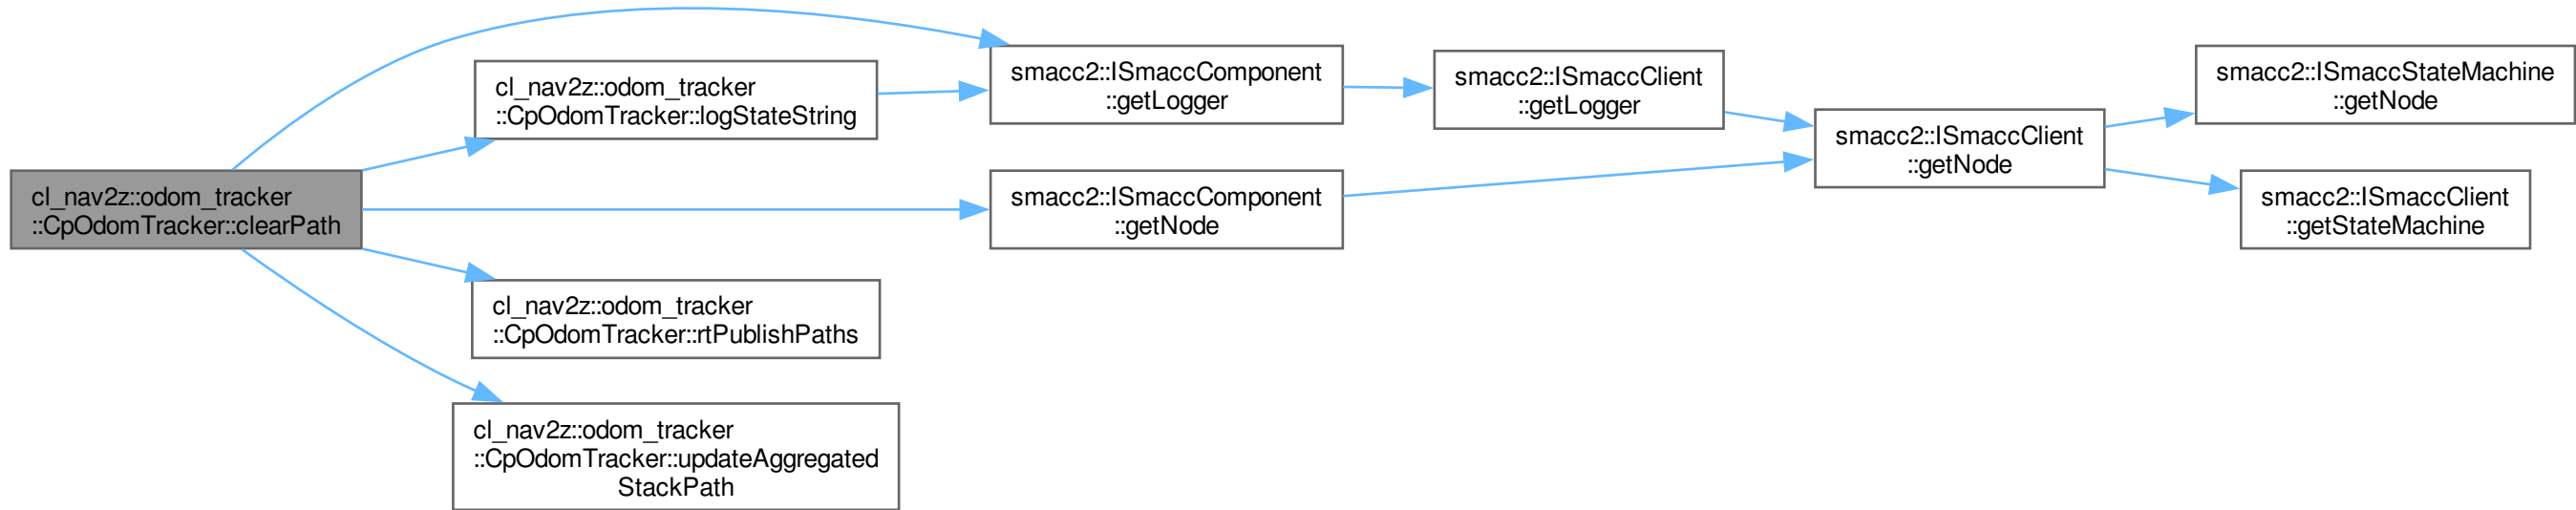 cl_nav2z::odom_tracker
::CpOdomTracker::clearPath
cl_nav2z::odom_tracker
::CpOdomTracker::logStateString
smacc2::ISmaccComponent
::getLogger
smacc2::ISmaccClient
::getLogger
smacc2::ISmaccClient
::getNode
smacc2::ISmaccStateMachine
::getNode
smacc2::ISmaccClient
::getStateMachine
smacc2::ISmaccComponent
::getNode
cl_nav2z::odom_tracker
::CpOdomTracker::rtPublishPaths
cl_nav2z::odom_tracker
::CpOdomTracker::updateAggregated
StackPath